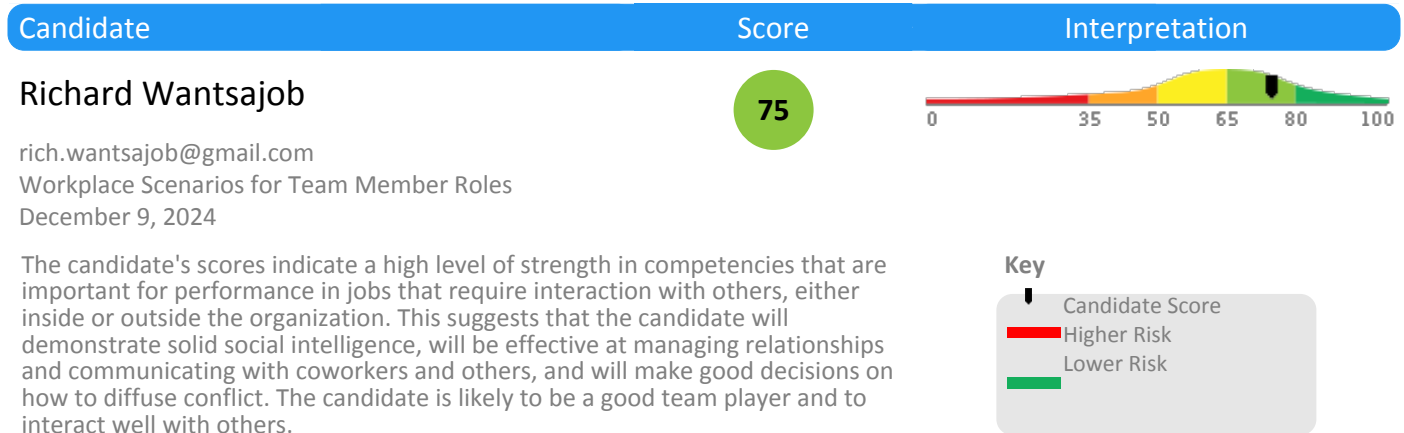 Candidate Score Interpretation
Richard Wantsajob
75
0 35 50 65 80 100
rich.wantsajob@gmail.com
Workplace Scenarios for Team Member Roles
December 9, 2024
The candidate's scores indicate a high level of strength in competencies that are
important for performance in jobs that require interaction with others, either
inside or outside the organization. This suggests that the candidate will
demonstrate solid social intelligence, will be effective at managing relationships
and communicating with coworkers and others, and will make good decisions on
how to diffuse conflict. The candidate is likely to be a good team player and to
interact well with others.
Key
Candidate Score
Higher Risk
Lower Risk